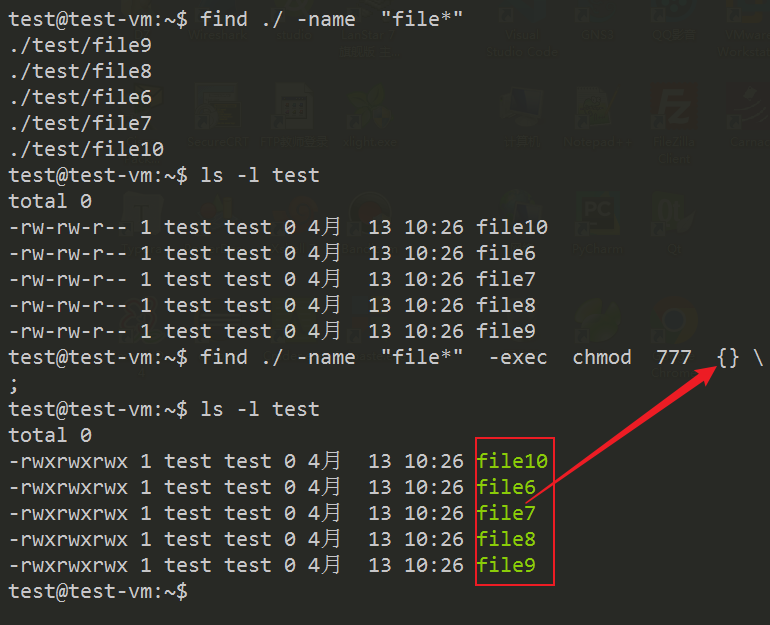 test@test-vm:~$ find ./ -name  "file*"
./test/file9
./test/file8
./test/file6
./test/file7
./test/file10
test@test-vm:~$ ls -l test
total 0
-rw-rw-r-- 1 test test 0 4月  13 10:26 file10
-rw-rw-r-- 1 test test 0 4月  13 10:26 file6
-rw-rw-r-- 1 test test 0 4月  13 10:26 file7
-rw-rw-r-- 1 test test 0 4月  13 10:26 file8
-rw-rw-r-- 1 test test 0 4月  13 10:26 file9
test@test-vm:~$ find ./ -name  "file*"  -exec  chmod  777  {} \
;
test@test-vm:~$ ls -l test
total 0
-rwxrwxrwx 1 test test 0 4月  13 10:26 file10
-rwxrwxrwx 1 test test 0 4月  13 10:26 file6
-rwxrwxrwx 1 test test 0 4月  13 10:26 file7
-rwxrwxrwx 1 test test 0 4月  13 10:26 file8
-rwxrwxrwx 1 test test 0 4月  13 10:26 file9
test@test-vm:~$